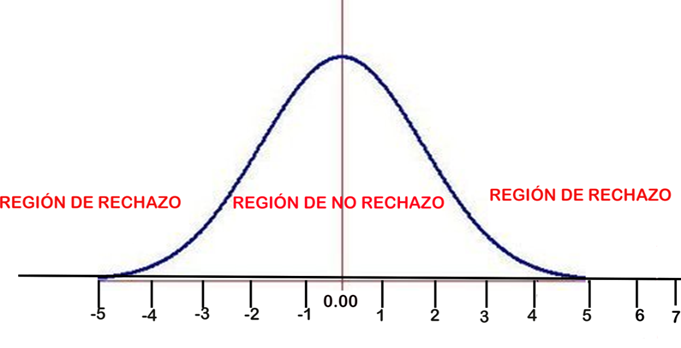 REGIÓN DE RECHAZO
REGIÓN DE NO RECHAZO
REGIÓN DE RECHAZO
-5 -4 -3 -2 -1 0.00 1 2 3 4 5 6 7